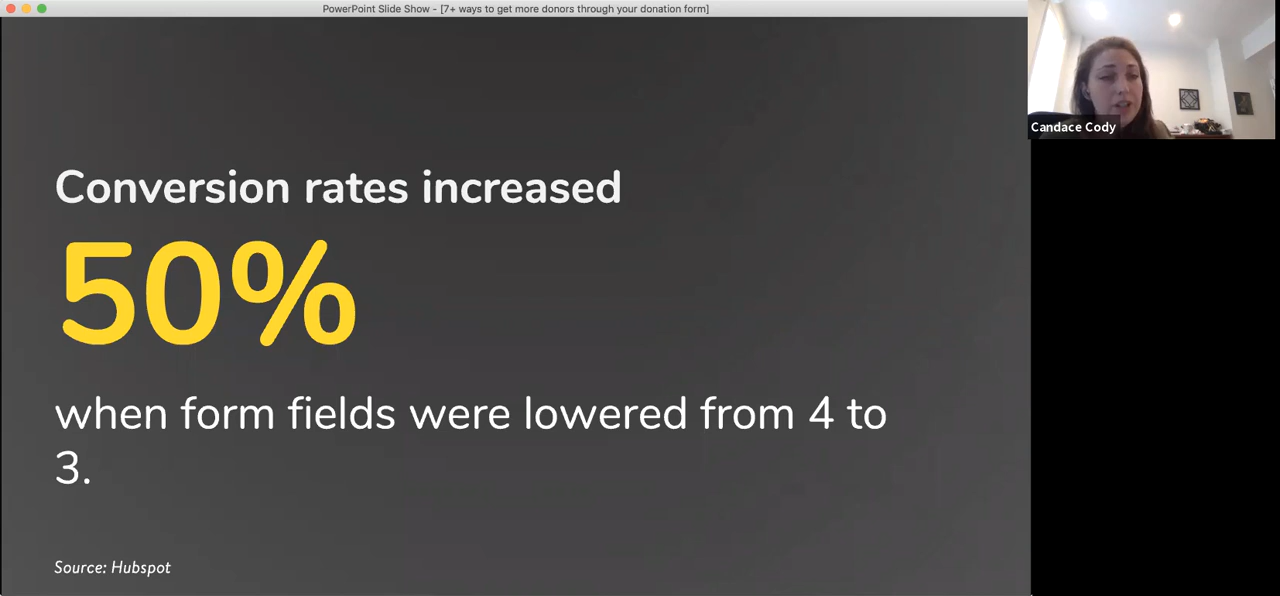 PowerPoint Slide Show - [7+ ways to get more donors through your donation form]
Candace Cody
Conversion rates increased
50%
when form fields were lowered from 4 to
3.
Source: Hubspot